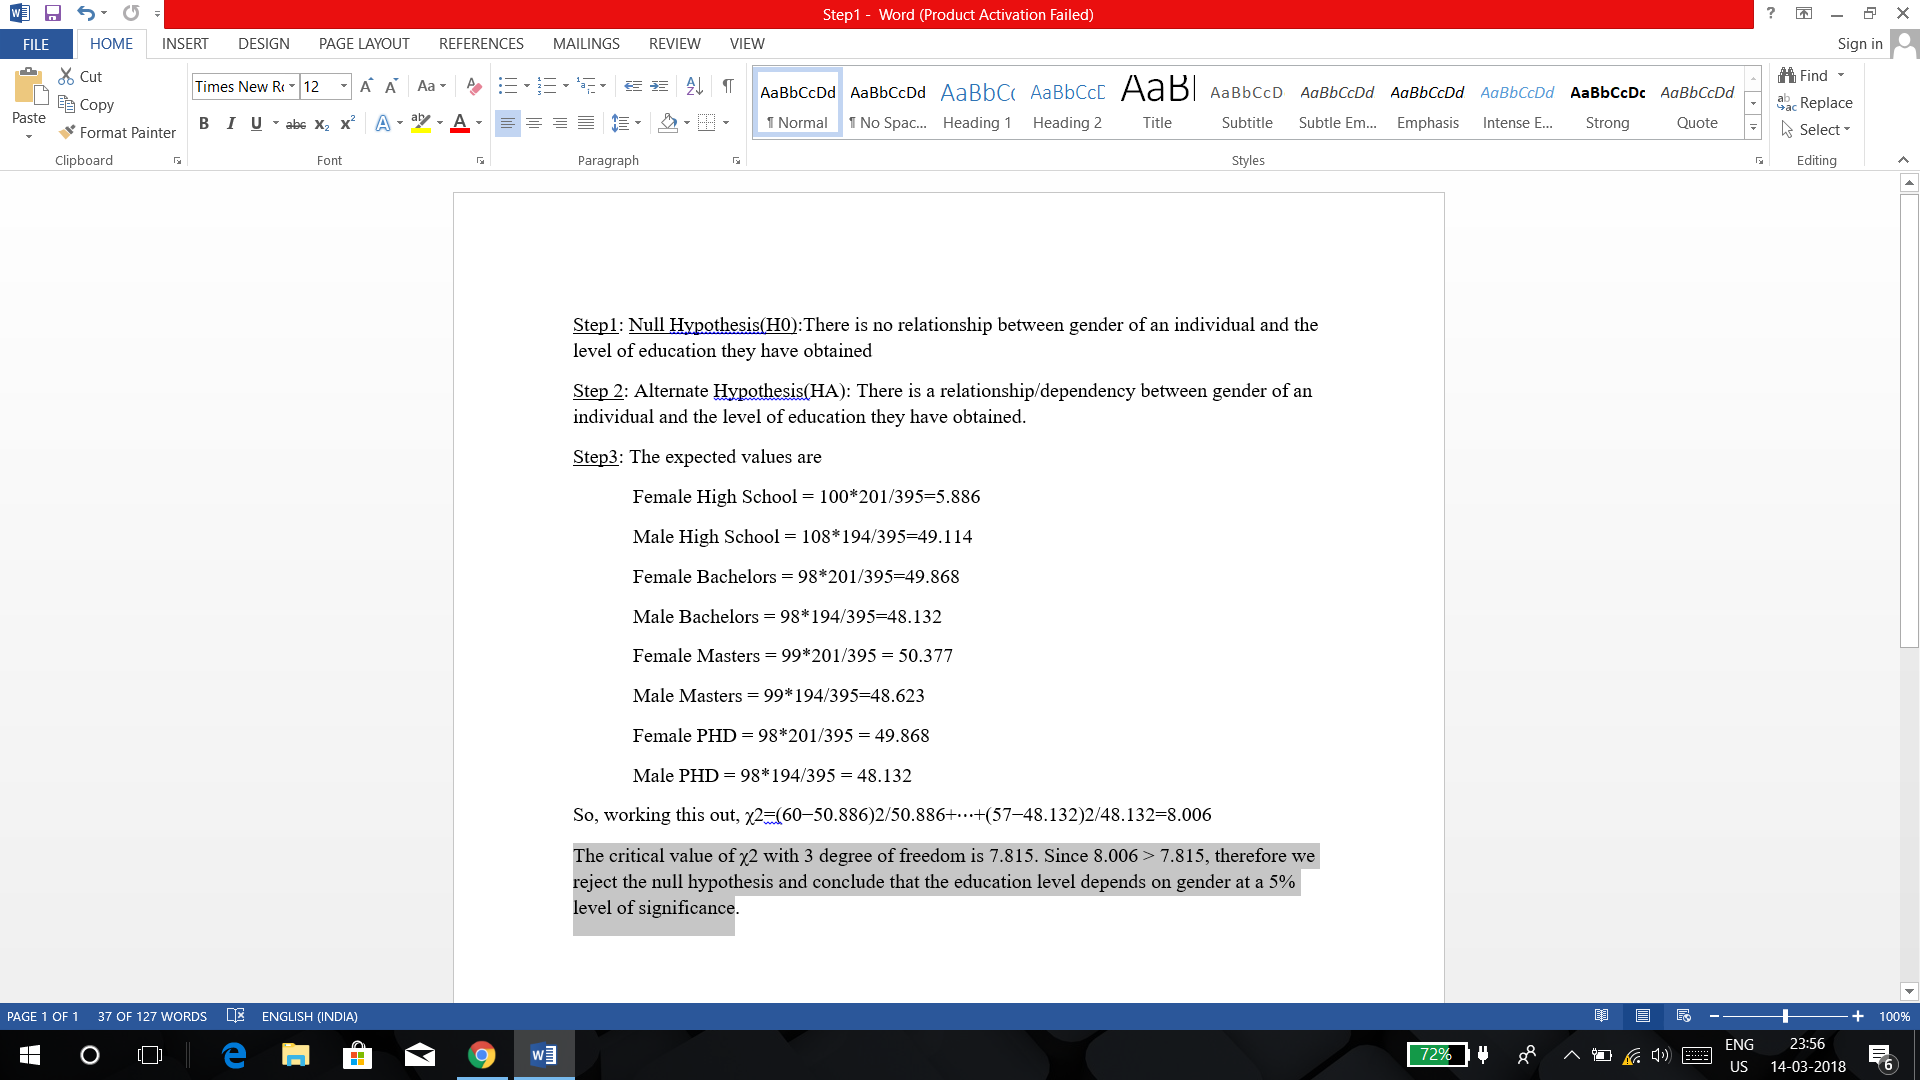 Step1 - Word (Product Activation Failed)
FILE HOME INSERT DESIGN PAGE LAYOUT REFERENCES MAILINGS REVIEW VIEW Sign in
Paste Cut Copy Format Painter
Clipboard
Times New Ro 12
Font
Paragraph
AaBbCcDd AaBbCcDd AaBbC AaBbCcD AaBl AaBbCcD AaBbCcDd AaBbCcDd AaBbCcDd AaBbCcDc AaBbCcDd
¶ Normal ¶ No Spac... Heading 1 Heading 2 Title Subtitle Subtle Em... Emphasis Intense E... Strong Quote
Styles
Find
Replace
Select
Editing
Step1: Null Hypothesis(H0):There is no relationship between gender of an individual and the
level of education they have obtained
Step 2: Alternate Hypothesis(HA): There is a relationship/dependency between gender of an
individual and the level of education they have obtained.
Step3: The expected values are
Female High School = 100*201/395=5.886
Male High School = 108*194/395=49.114
Female Bachelors = 98*201/395=49.868
Male Bachelors = 98*194/395=48.132
Female Masters = 99*201/395 = 50.377
Male Masters = 99*194/395=48.623
Female PHD = 98*201/395 = 49.868
Male PHD = 98*194/395 = 48.132
So, working this out, χ2=(60−50.886)2/50.886+⋯+(57−48.132)2/48.132=8.006
The critical value of χ2 with 3 degree of freedom is 7.815. Since 8.006 > 7.815, therefore we
reject the null hypothesis and conclude that the education level depends on gender at a 5%
level of significance.
PAGE 1 OF 1 37 OF 127 WORDS ENGLISH (INDIA) 100%
72% ENG US 23:56 14-03-2018 6